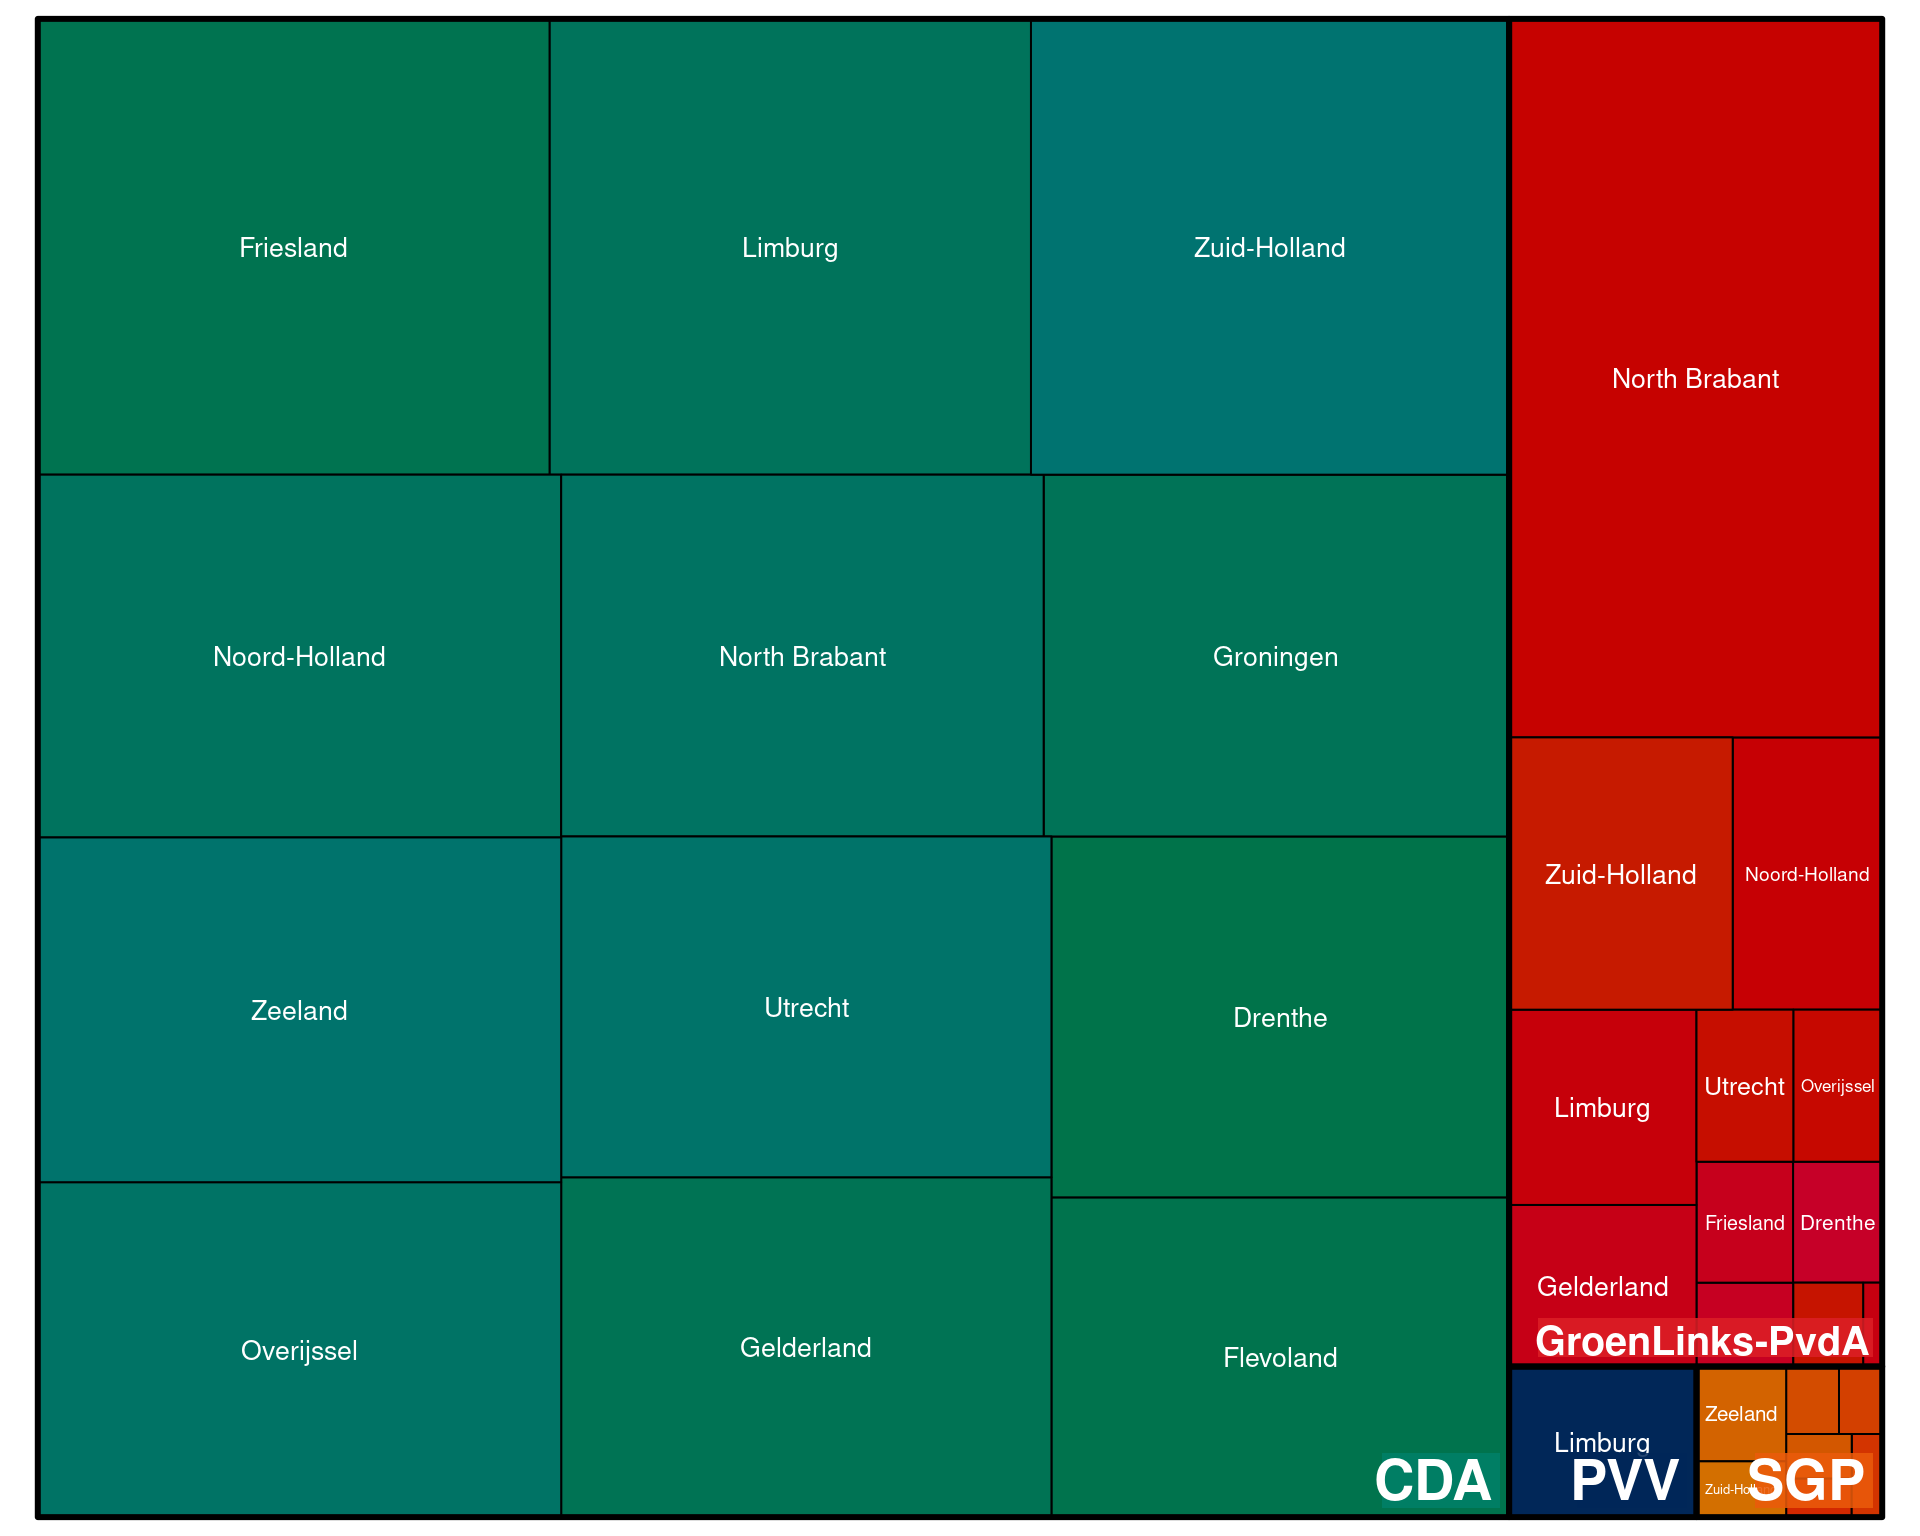 Friesland
Limburg
Zuid-Holland
Noord-Holland
North Brabant
Groningen
Zeeland
Utrecht
Drenthe
Overijssel
Gelderland
Flevoland
CDA
North Brabant
Zuid-Holland
Noord-Holland
Limburg
Utrecht
Overijssel
Friesland
Drenthe
Gelderland
GroenLinks-PvdA
Limburg
PVV
Zeeland
SGP